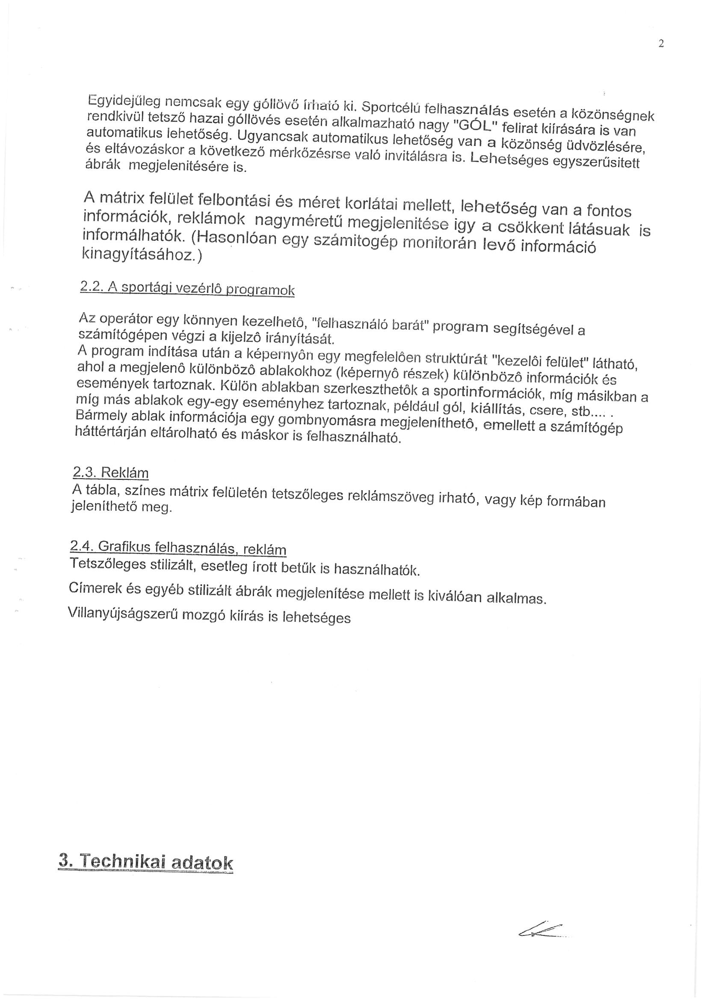 2
Egyidejűleg nemcsak egy góllövő írható ki. Sportcélú felhasználás esetén a közönségnek
rendkivül tetsző hazai góllövés esetén alkalmazható nagy "GÓL" felirat kiírására is van
automatikus lehetőség. Ugyancsak automatikus lehetőség van a közönség üdvözlésére,
és eltávozáskor a következő mérkőzésrse való invitálásra is. Lehetséges egyszerűsitett
ábrák megjelenitésére is.
A mátrix felület felbontási és méret korlátai mellett, lehetőség van a fontos
információk, reklámok nagyméretű megjelenitése igy a csökkent látásuak is
informálhatók. (Hasonlóan egy számitogép monitorán levő információ
kinagyításához.)
2.2. A sportági vezérlô programok
Az operátor egy könnyen kezelhetô, "felhasználó barát" program segítségével a
számítógépen végzi a kijelzô irányítását.
A program indítása után a képernyôn egy megfelelôen struktúrát "kezelôi felület" látható,
ahol a megjelenô különbözô ablakokhoz (képernyô részek) különbözô információk és
események tartoznak. Külön ablakban szerkeszthetôk a sportinformációk, míg másikban a
míg más ablakok egy-egy eseményhez tartoznak, például gól, kiállítás, csere, stb.... .
Bármely ablak információja egy gombnyomásra megjeleníthetô, emellett a számítógép
háttértárján eltárolható és máskor is felhasználható.
2.3. Reklám
A tábla, színes mátrix felületén tetszőleges reklámszöveg irható, vagy kép formában
jeleníthető meg.
2.4. Grafikus felhasználás, reklám
Tetszőleges stilizált, esetleg írott betűk is használhatók.
Címerek és egyéb stilizált ábrák megjelenítése mellett is kiválóan alkalmas.
Villanyújságszerű mozgó kiírás is lehetséges
3. Technikai adatok